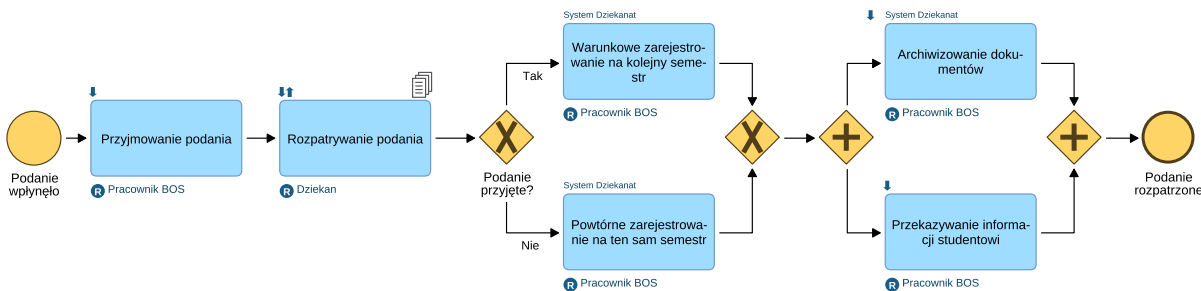 Podanie
wpłynęło
Przyjmowanie podania
R Pracownik BOS
Rozpatrywanie podania
R Dziekan
Podanie
przyjęte?
Tak
Nie
System Dziekanat
Warunkowe zarejestro-
wanie na kolejny seme-
str
R Pracownik BOS
System Dziekanat
Powtórne zarejestrowa-
nie na ten sam semestr
R Pracownik BOS
System Dziekanat
Archiwizowanie doku-
mentów
R Pracownik BOS
Przekazywanie informa-
cji studentowi
R Pracownik BOS
Podanie
rozpatrzone